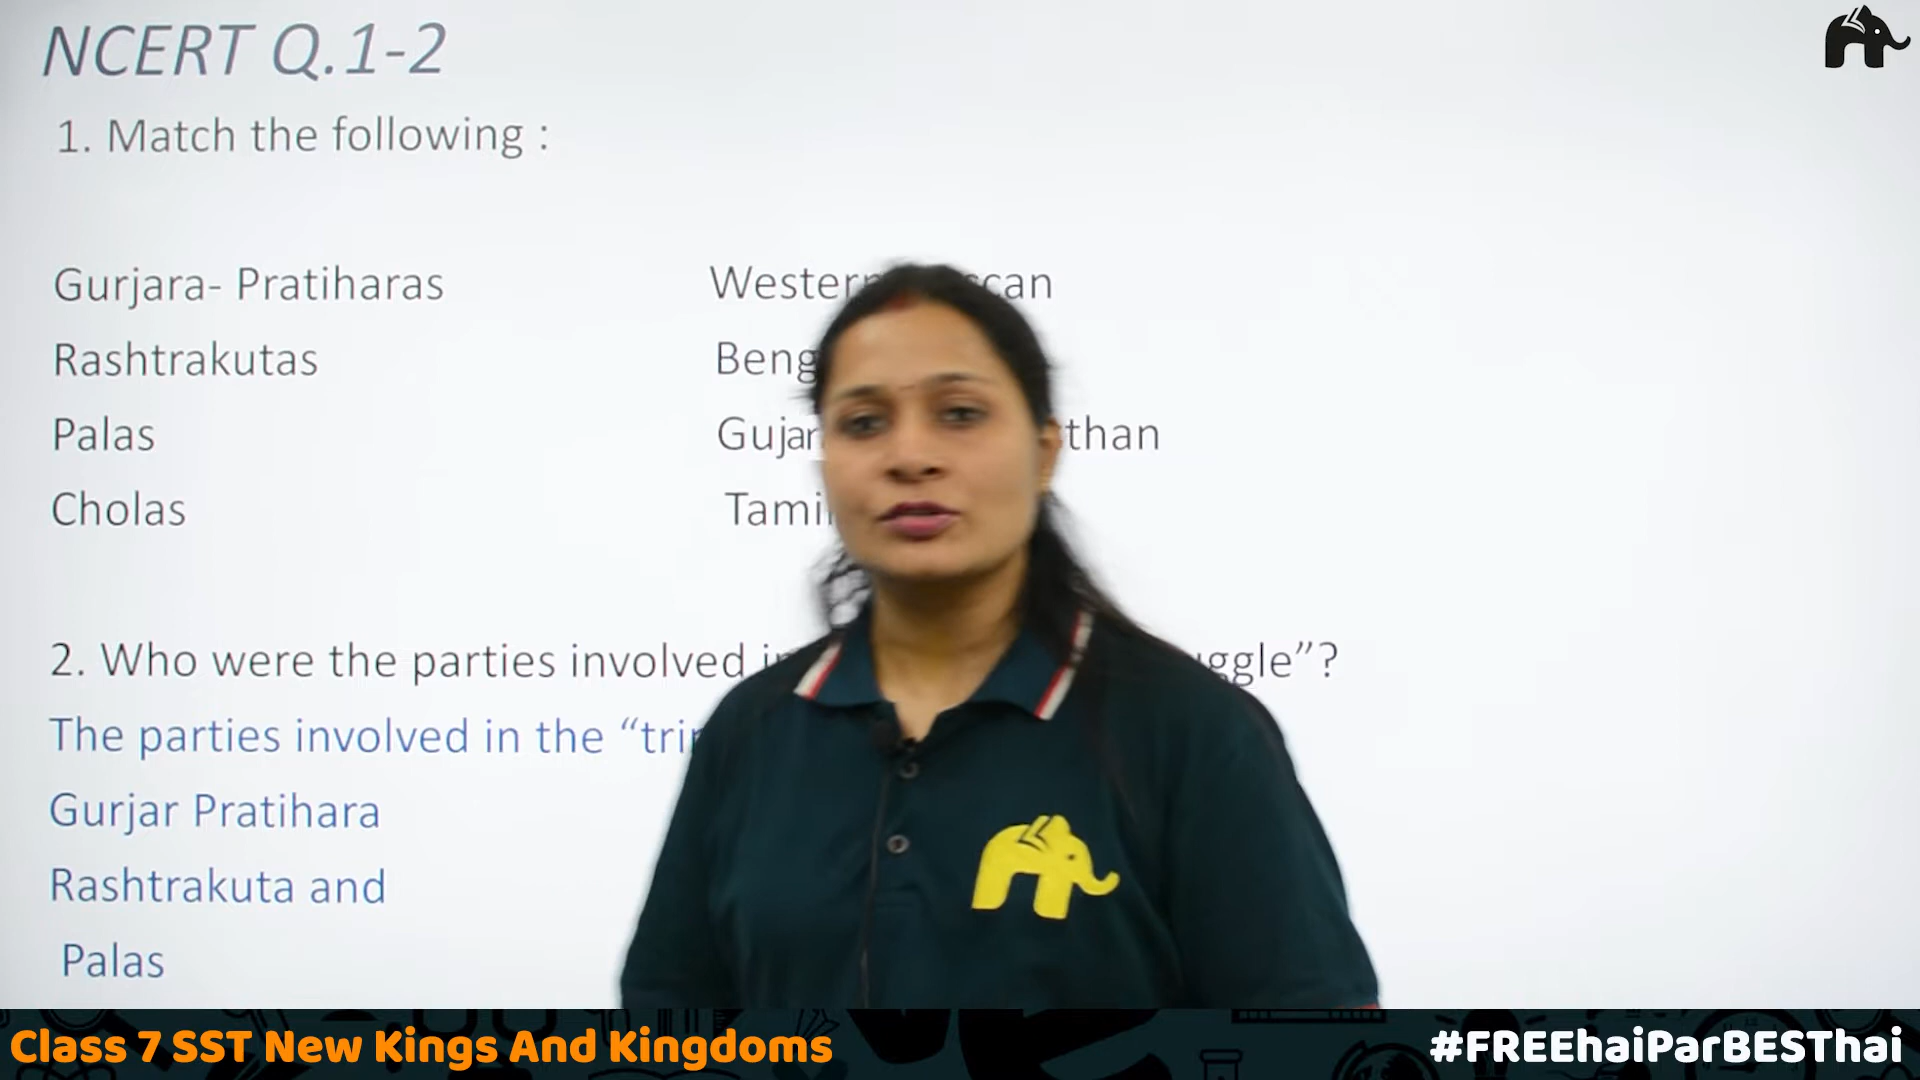 NCERT Q.1-2
1. Match the following :
Gurjara- Pratiharas
Rashtrakutas
Palas
Cholas
2. Who were the parties involved
The parties involved in the
Gurjar Pratihara
Rashtrakuta and
Palas
Class 7 SST New Kings And Kingdoms
#FREEhaiParBESThai